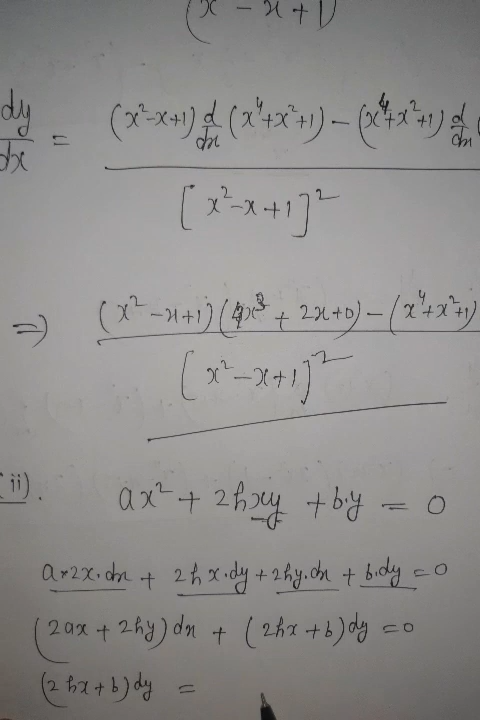 (x - x + 1)
dy/dx = (x²-x+1) d/dx (x⁴+x²+1) - (x⁴+x²+1) d/dx (
[x²-x+1]²
⇒ (x²-x+1)(4x³ + 2x+0) - (x⁴+x²+1)
[x²-x+1]²
(ii). ax² + 2hxy + b.y = 0
a×2x.dx + 2hx.dy + 2hy.dx + b.dy = 0
(2ax + 2hy)dx + (2hx+b)dy = 0
(2hx+b)dy =